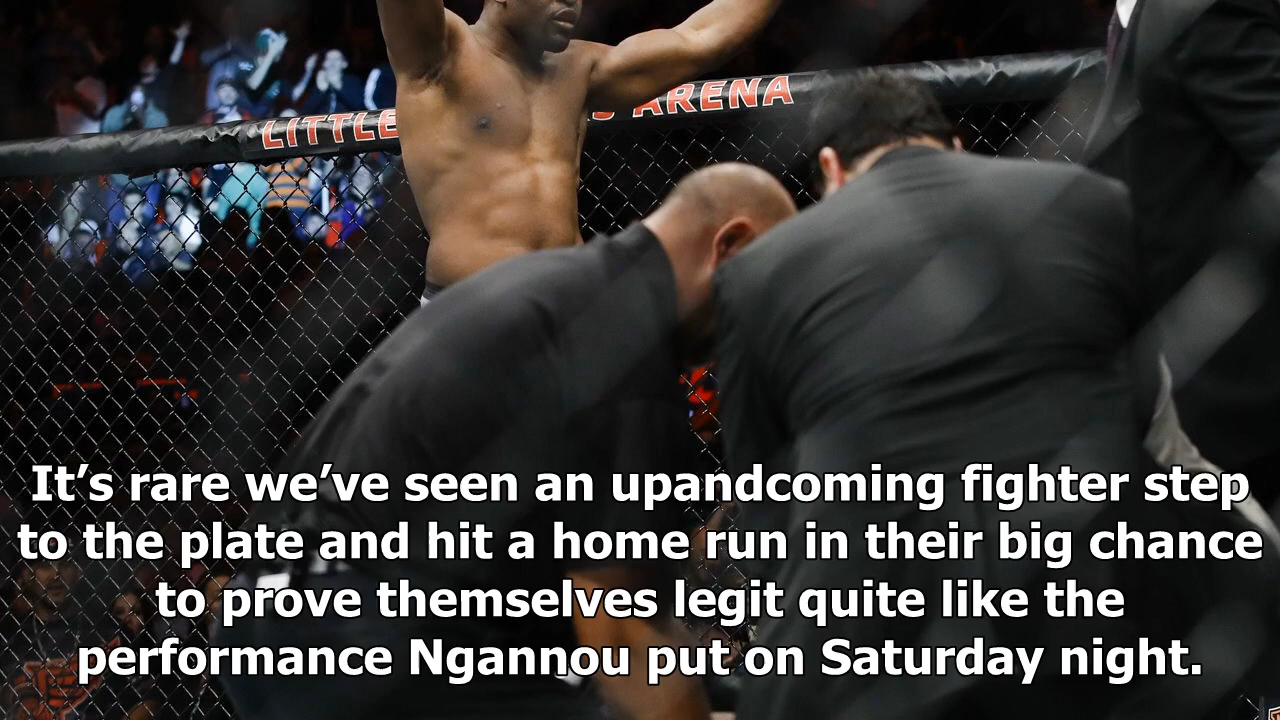 LITTLE
S ARENA
It’s rare we’ve seen an upandcoming fighter step
to the plate and hit a home run in their big chance
to prove themselves legit quite like the
performance Ngannou put on Saturday night.